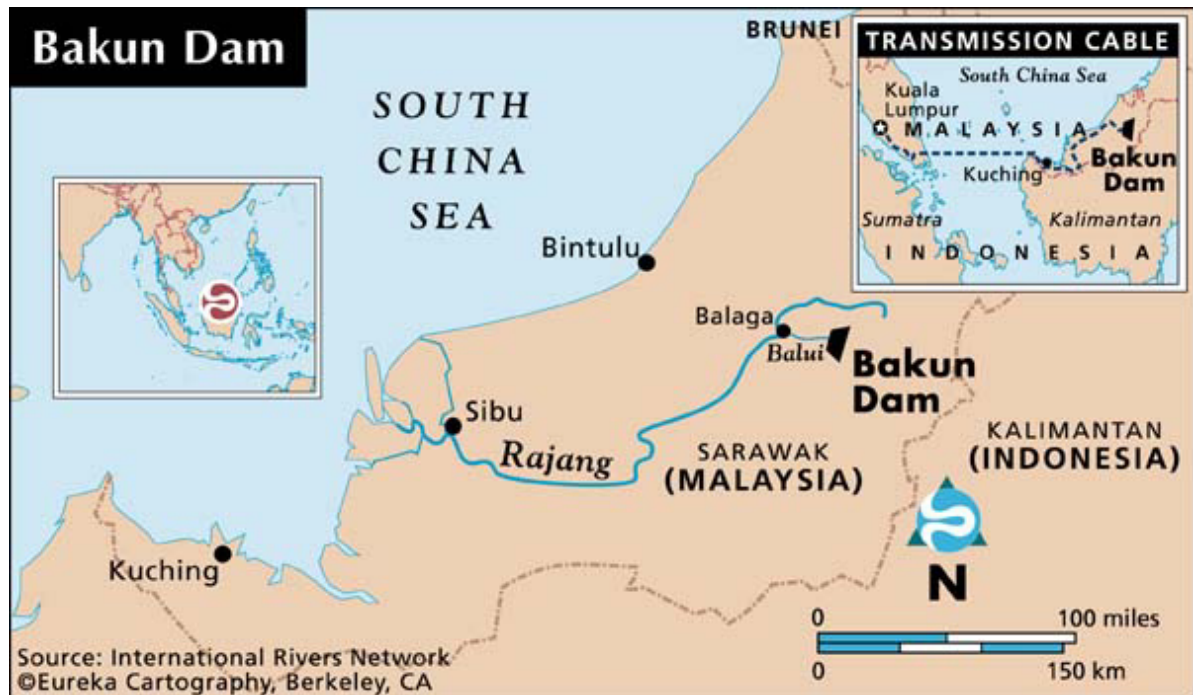 Bakun Dam
SOUTH
CHINA
SEA
BRUNEI
TRANSMISSION CABLE
South China Sea
Kuala
Lumpur
MALAYSIA
Kuching
Bakun
Dam
Sumatra
Kalimantan
INDONESIA
Bintulu
Balaga
Balui
Bakun
Dam
Sibu
Rajang
SARAWAK
(MALAYSIA)
KALIMANTAN
(INDONESIA)
Kuching
N
0 100 miles
0 150 km
Source: International Rivers Network
©Eureka Cartography, Berkeley, CA